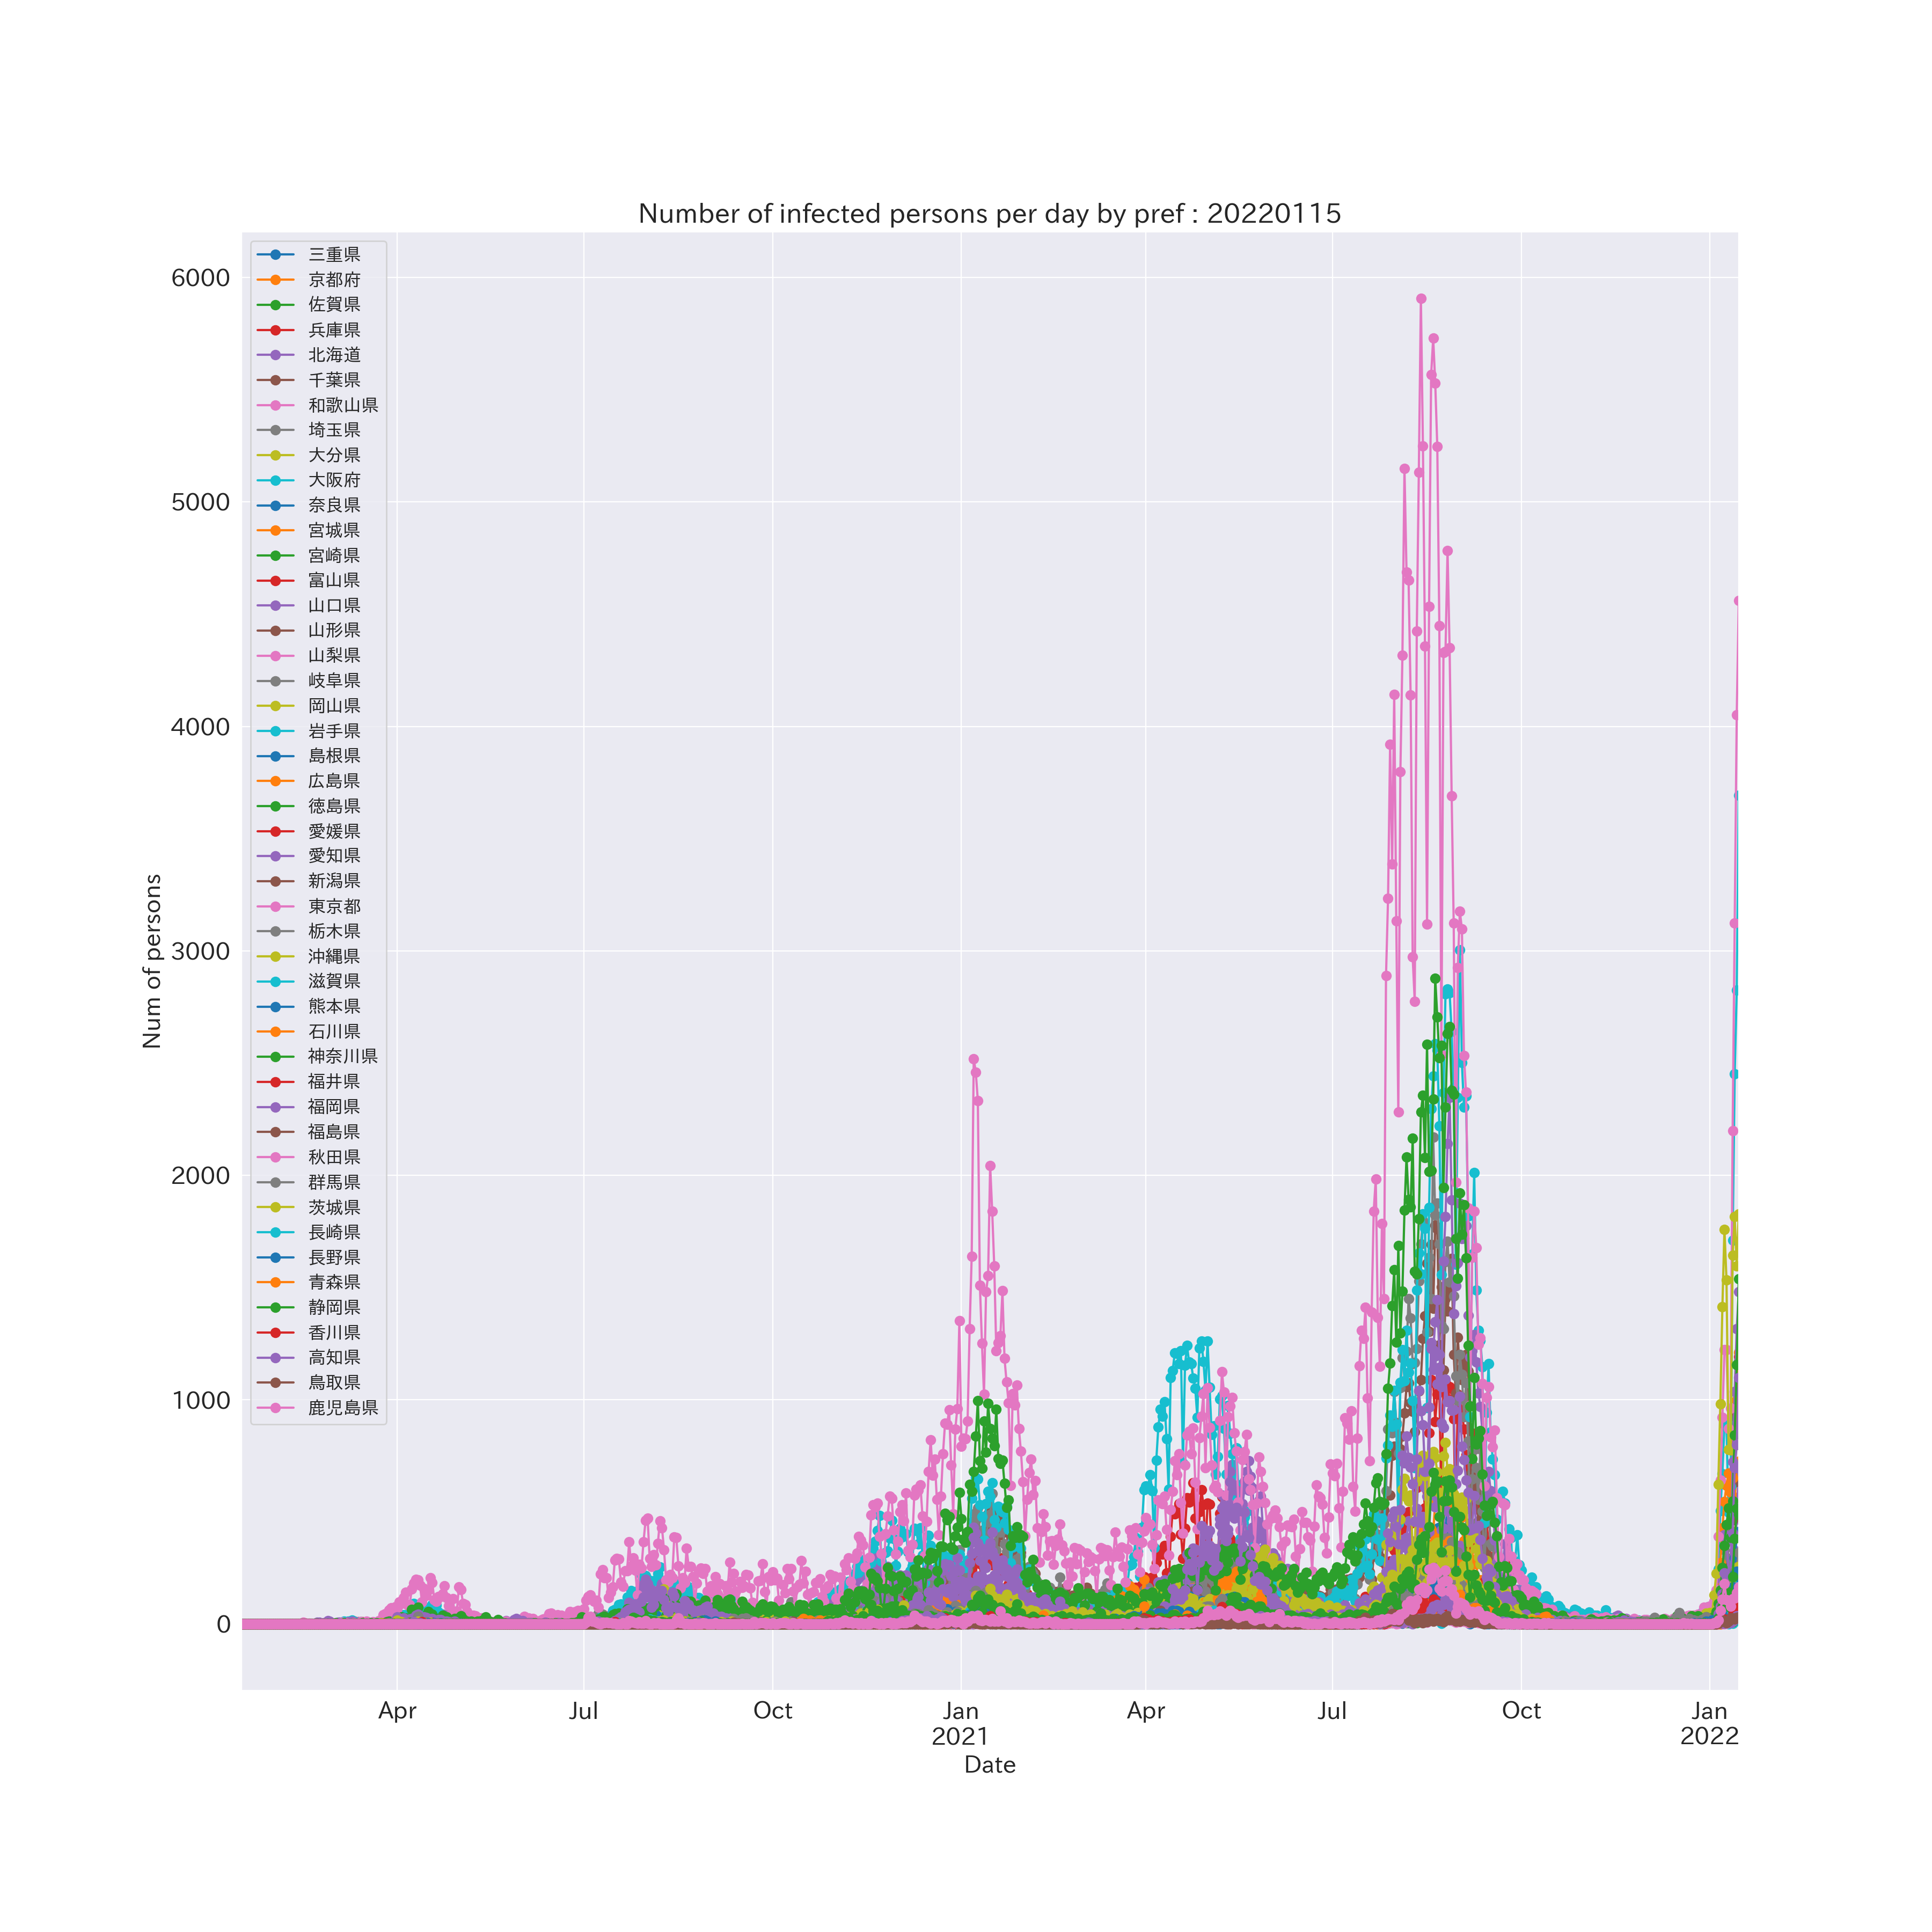 Number of infected persons per day by pref : 20220115
6000
5000
4000
3000
2000
1000
0
Num of persons
三重県
京都府
佐賀県
兵庫県
北海道
千葉県
和歌山県
埼玉県
大分県
大阪府
奈良県
宮城県
宮崎県
富山県
山口県
山形県
山梨県
岐阜県
岡山県
岩手県
島根県
広島県
徳島県
愛媛県
愛知県
新潟県
東京都
栃木県
沖縄県
滋賀県
熊本県
石川県
神奈川県
福井県
福岡県
福島県
秋田県
群馬県
茨城県
長崎県
長野県
青森県
静岡県
香川県
高知県
鳥取県
鹿児島県
Apr Jul Oct Jan Apr Jul Oct Jan
2021 2022
Date